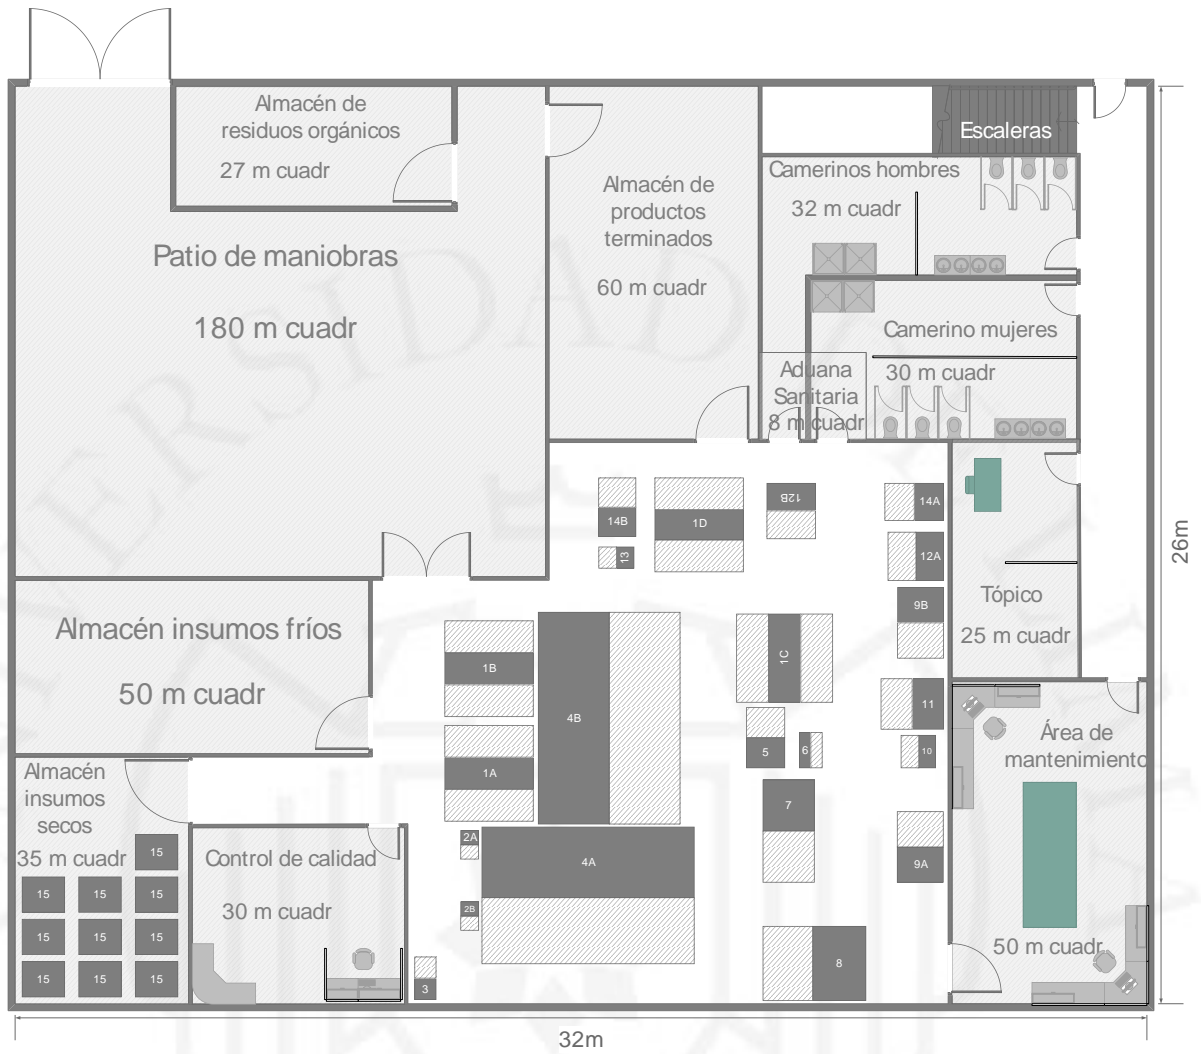 Almacén de
residuos orgánicos
27 m cuadr
Escaleras
Camerinos hombres
32 m cuadr
Almacén de
productos
terminados
60 m cuadr
Patio de maniobras
180 m cuadr
Camerino mujeres
30 m cuadr
Aduana
Sanitaria
8 m cuadr
26m
14B
1D
12B
14A
13
12A
9B
Tópico
25 m cuadr
Almacén insumos fríos
50 m cuadr
1B
4B
1C
11
5
6
10
1A
7
Área de
mantenimiento
50 m cuadr
Almacén
insumos
secos
35 m cuadr
15
15
15
15
15
15
15
15
15
15
Control de calidad
30 m cuadr
2A
4A
9A
2B
3
8
32m
UNIVERSIDAD DE LIMA